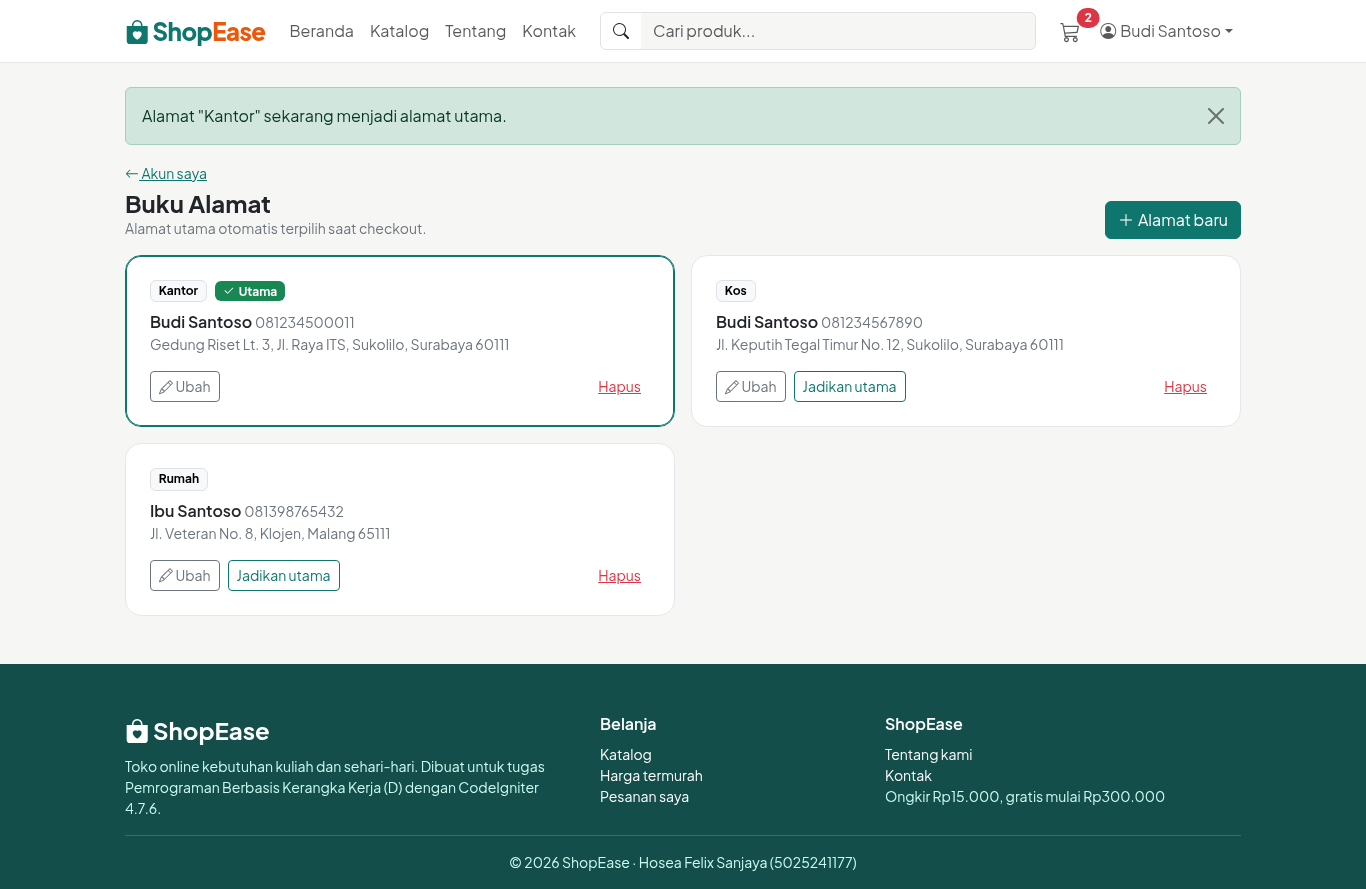 ShopEase
Beranda
Katalog
Tentang
Kontak
Cari produk...
2
Budi Santoso
Alamat "Kantor" sekarang menjadi alamat utama.
← Akun saya
Buku Alamat
Alamat utama otomatis terpilih saat checkout.
+ Alamat baru
Kantor
✓ Utama
Budi Santoso 081234500011
Gedung Riset Lt. 3, Jl. Raya ITS, Sukolilo, Surabaya 60111
Ubah
Hapus
Kos
Budi Santoso 081234567890
Jl. Keputih Tegal Timur No. 12, Sukolilo, Surabaya 60111
Ubah
Jadikan utama
Hapus
Rumah
Ibu Santoso 081398765432
Jl. Veteran No. 8, Klojen, Malang 65111
Ubah
Jadikan utama
Hapus
ShopEase
Toko online kebutuhan kuliah dan sehari-hari. Dibuat untuk tugas
Pemrograman Berbasis Kerangka Kerja (D) dengan CodeIgniter
4.7.6.
Belanja
Katalog
Harga termurah
Pesanan saya
ShopEase
Tentang kami
Kontak
Ongkir Rp15.000, gratis mulai Rp300.000
© 2026 ShopEase · Hosea Felix Sanjaya (5025241177)